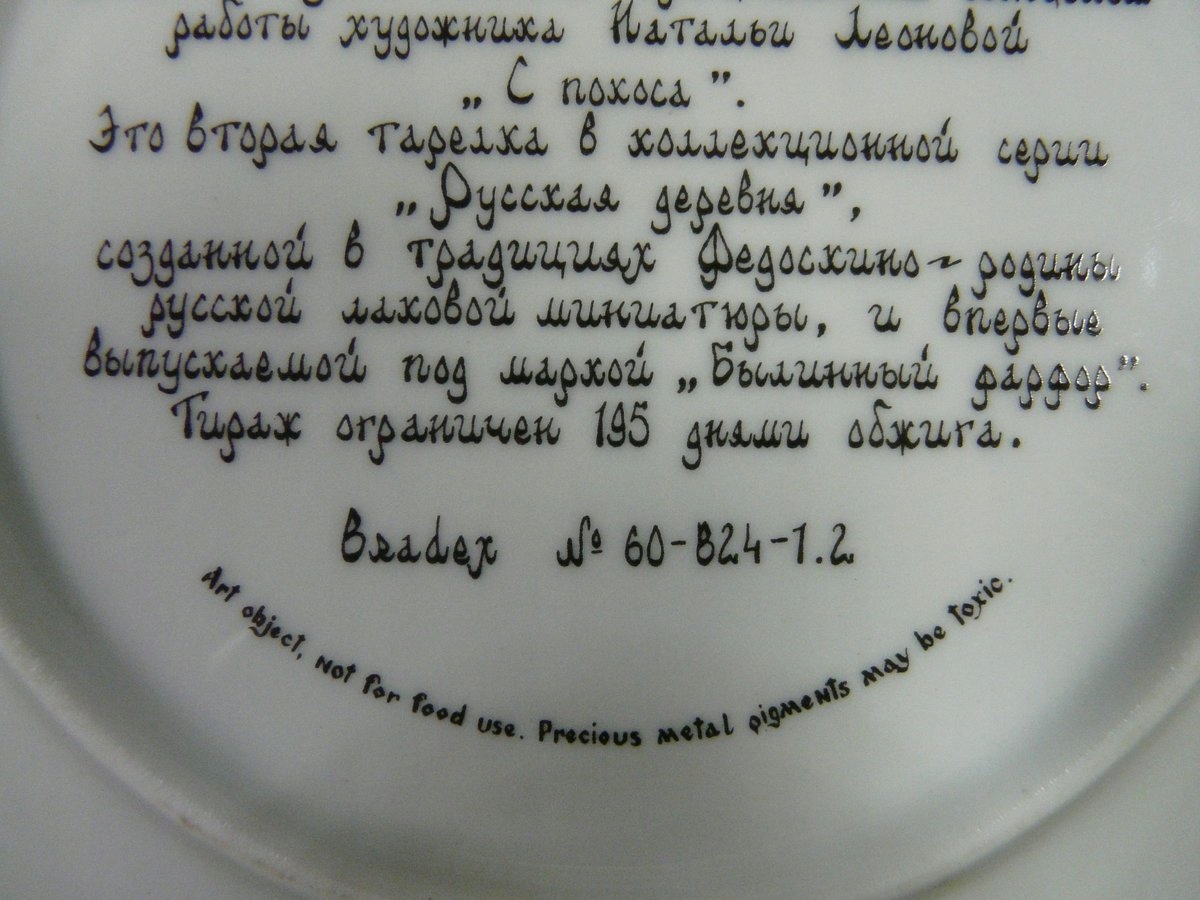 работы художника Натальи Леоновой
„С покоса”.
Это вторая тарелка в коллекционной серии
„Русская деревня”,
созданной в традициях Федоскино - родины
русской лаковой миниатюры, и впервые
выпускаемой под маркой „Былинный фарфор”.
Тираж ограничен 195 днями обжига.
Bradex № 60-B24-1.2
Art object, not for food use. Precious metal pigments may be toxic.